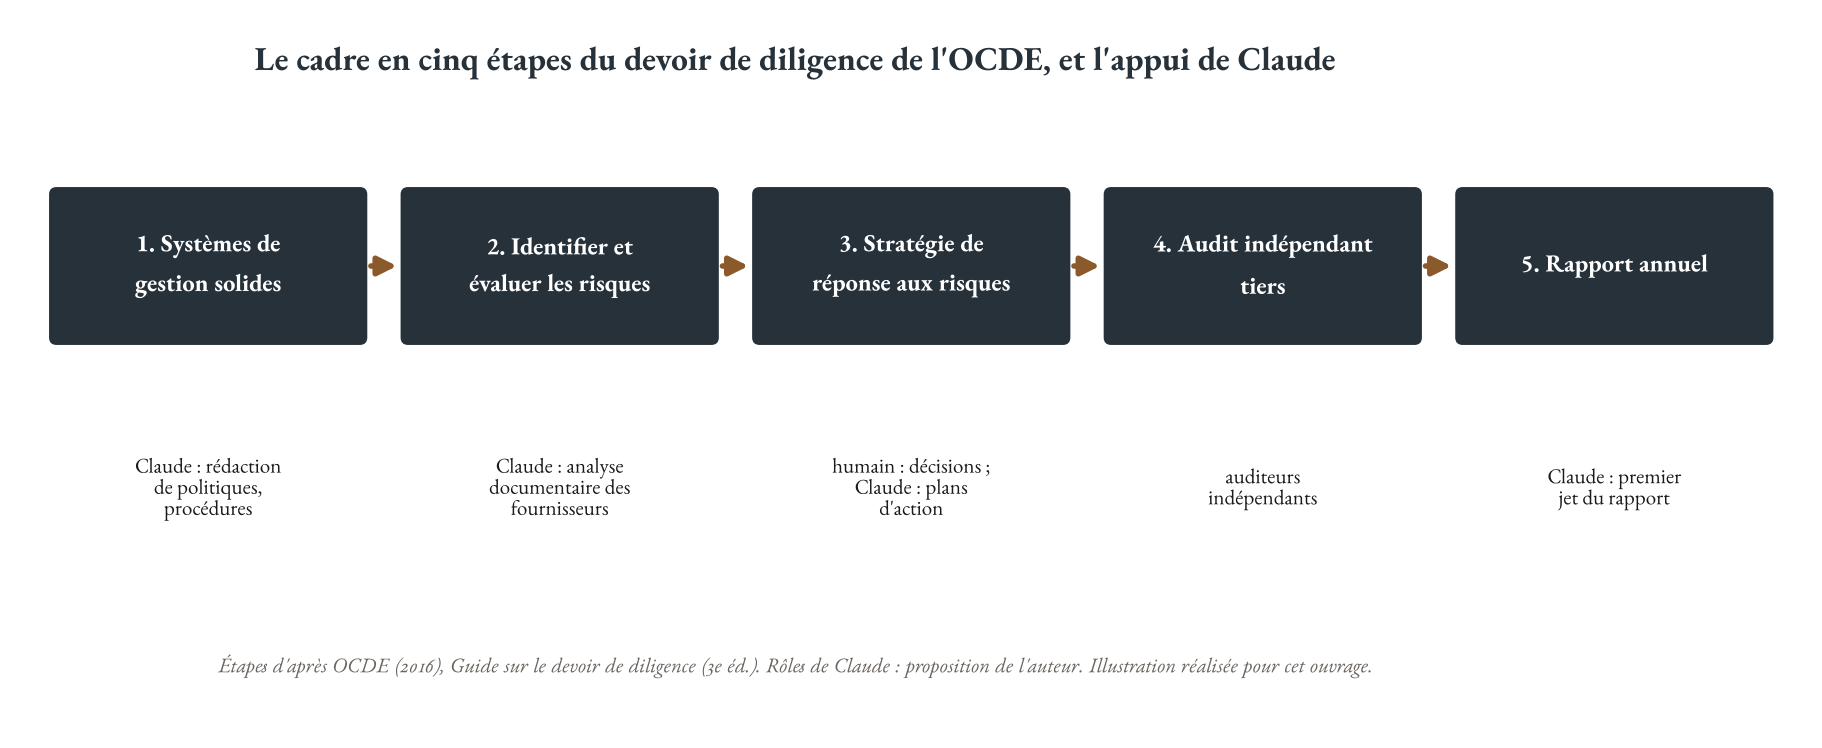 Le cadre en cinq étapes du devoir de diligence de l'OCDE, et l'appui de Claude
1. Systèmes de
gestion solides
2. Identifier et
évaluer les risques
3. Stratégie de
réponse aux risques
4. Audit indépendant
tiers
5. Rapport annuel
Claude : rédaction
de politiques,
procédures
Claude : analyse
documentaire des
fournisseurs
humain : décisions ;
Claude : plans
d'action
auditeurs
indépendants
Claude : premier
jet du rapport
Étapes d'après OCDE (2016), Guide sur le devoir de diligence (3e éd.). Rôles de Claude : proposition de l'auteur. Illustration réalisée pour cet ouvrage.